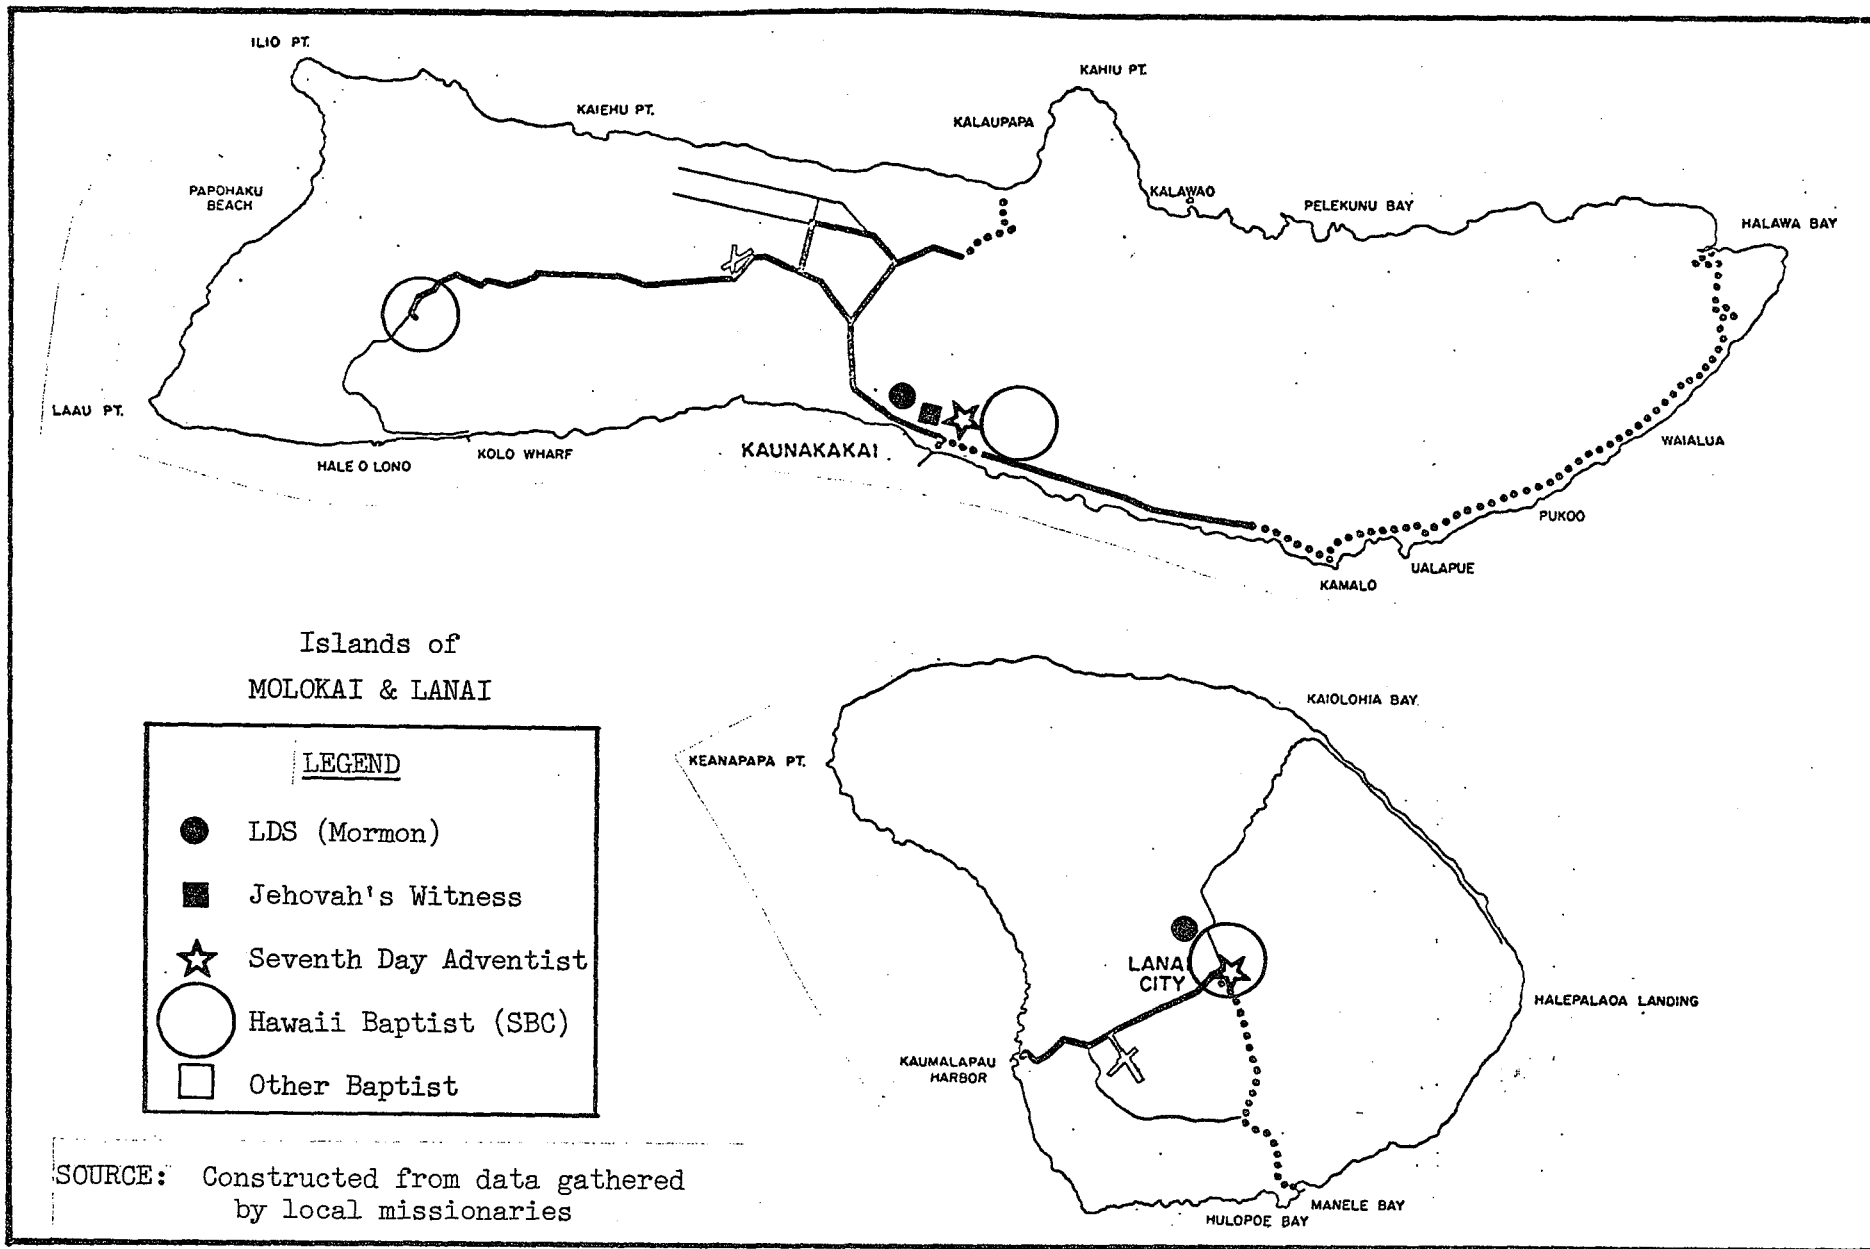 ILIO PT.
KAHIU PT.
KAIEHU PT.
KALAUPAPA
PAPOHAKU
BEACH
KALAWAO
PELEKUNU BAY
HALAWA BAY
LAAU PT.
HALE O LONO
KOLO WHARF
KAUNAKAKAI
WAIALUA
PUKOO
UALAPUE
KAMALO
Islands of
MOLOKAI & LANAI
LEGEND
LDS (Mormon)
Jehovah's Witness
Seventh Day Adventist
Hawaii Baptist (SBC)
Other Baptist
SOURCE: Constructed from data gathered
by local missionaries
KAIOLOHIA BAY
KEANAPAPA PT.
LANAI
CITY
HALEPALAOA LANDING
KAUMALAPAU
HARBOR
MANELE BAY
HULOPOE BAY